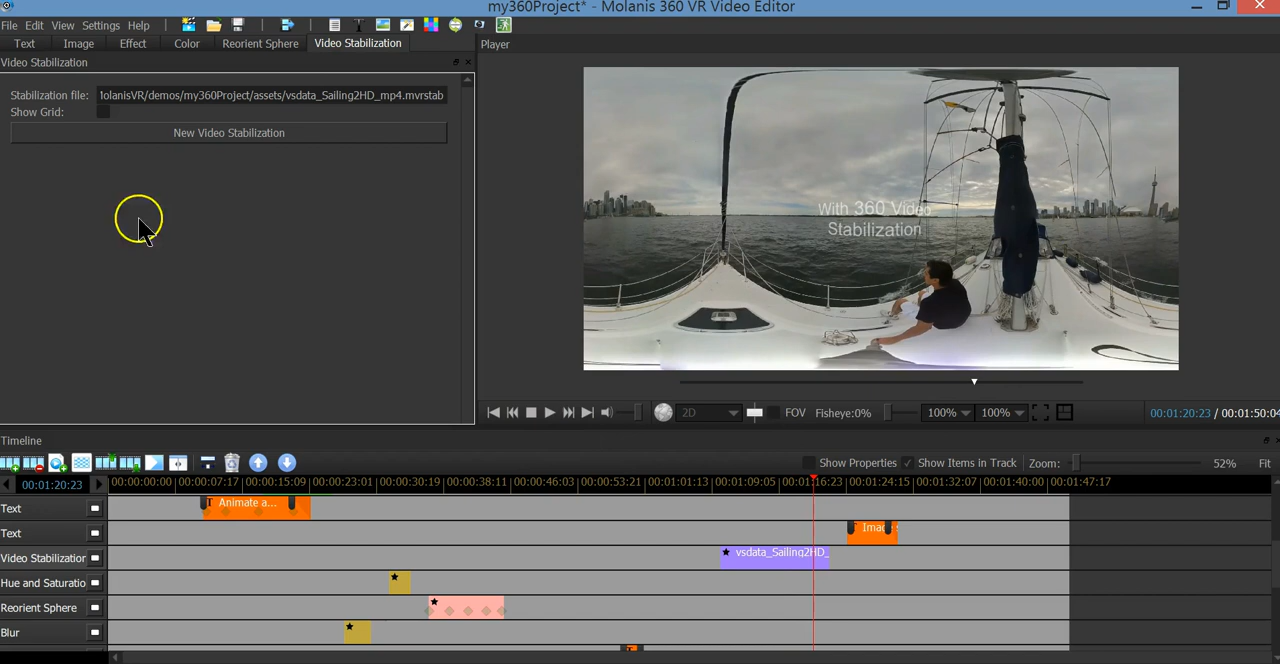 my360Project* - Molanis 360 VR Video Editor
File Edit View Settings Help
Text Image Effect Color Reorient Sphere Video Stabilization
Player
Video Stabilization
Stabilization file: 1olanisVR/demos/my360Project/assets/vsdata_Sailing2HD_mp4.mvrstab
Show Grid:
New Video Stabilization
With 360 Video
Stabilization
2D FOV Fisheye:0% 100% 100% 00:01:20:23 / 00:01:50:04
Timeline
Show Properties Show Items in Track Zoom: 52% Fit
00:01:20:23 00:00:00:00 00:00:07:17 00:00:15:09 00:00:23:01 00:00:30:19 00:00:38:11 00:00:46:03 00:00:53:21 00:01:01:13 00:01:09:05 00:01:16:23 00:01:24:15 00:01:32:07 00:01:40:00 00:01:47:17
Text T Animate a...
Text Imag
Video Stabilization vsdata_Sailing2HD_
Hue and Saturatio
Reorient Sphere
Blur